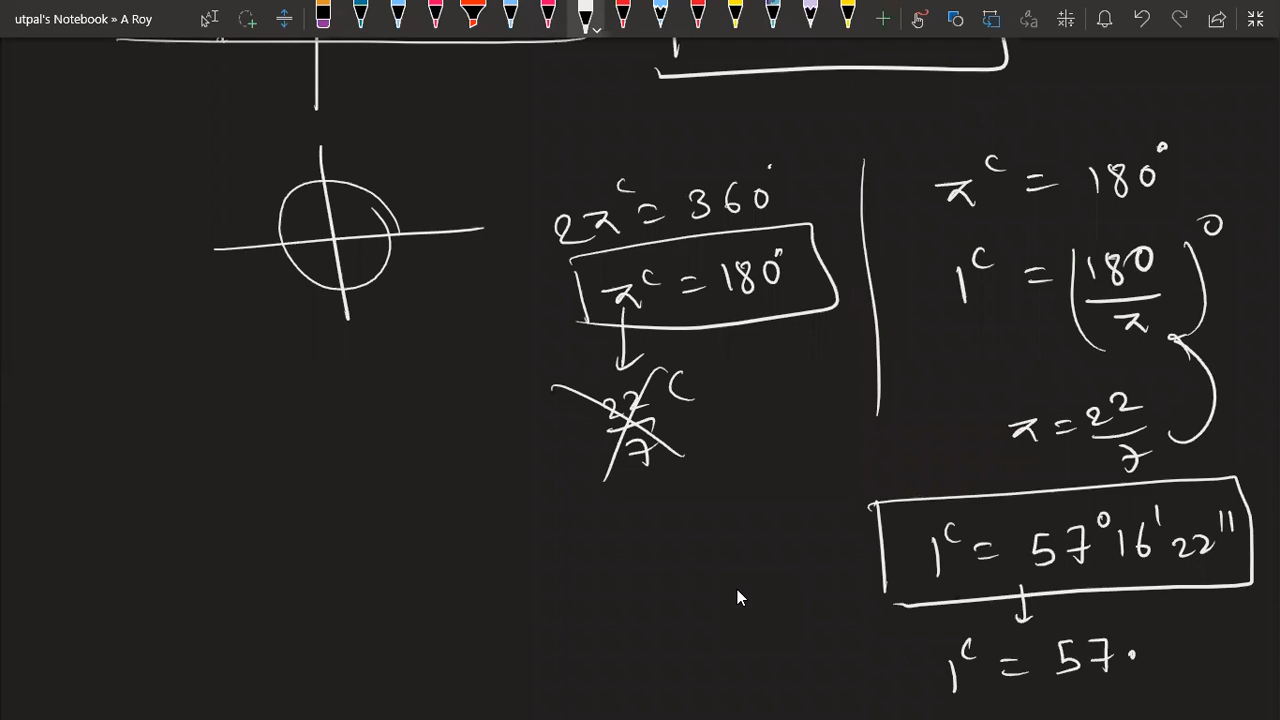 utpal's Notebook » A Roy
2π^c = 360°
π^c = 180°
22/7 c
π^c = 180°
1^c = (180/π)^0
π = 22/7
1^c = 57°16'22"
1^c = 57.